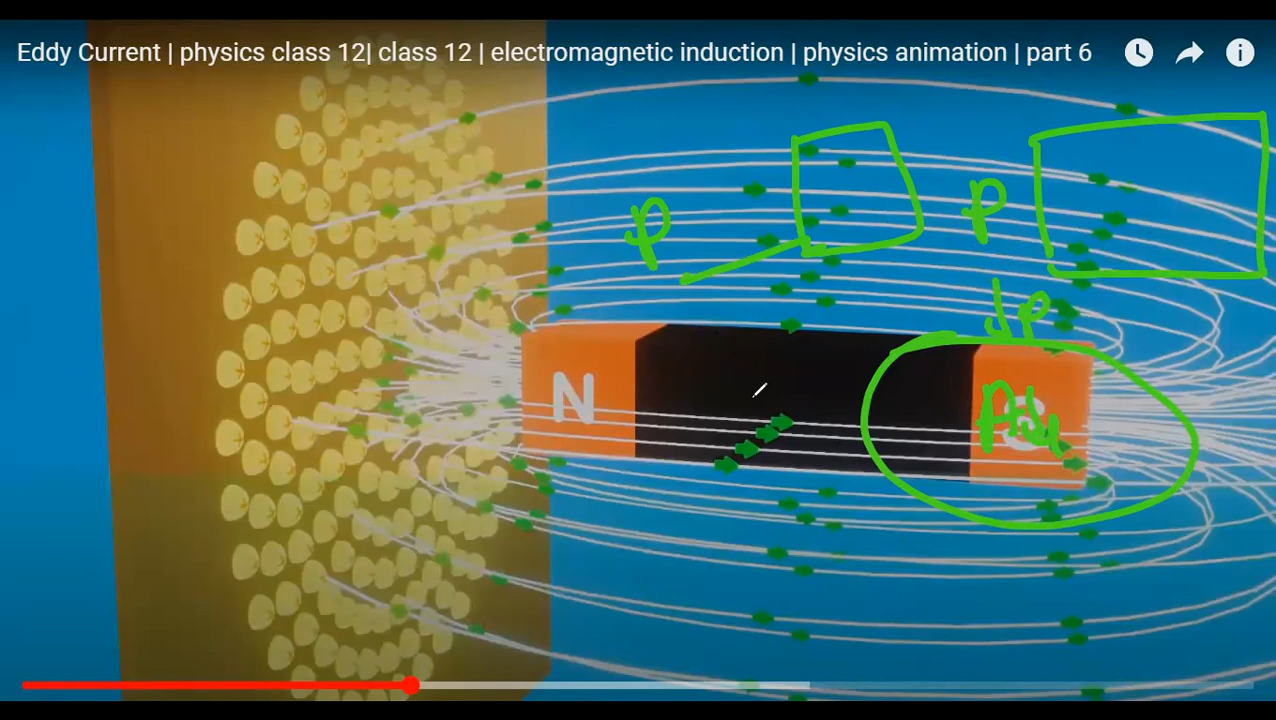 Eddy Current | physics class 12| class 12 | electromagnetic induction | physics animation | part 6
p
p
N